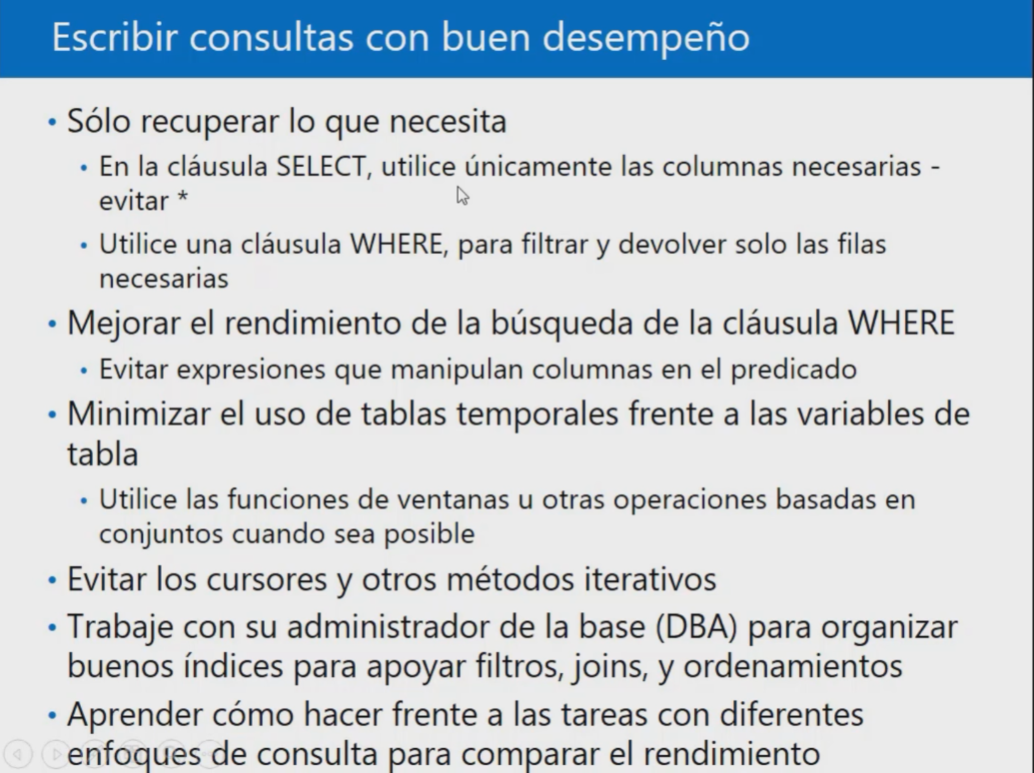 Escribir consultas con buen desempeño
• Sólo recuperar lo que necesita
• En la cláusula SELECT, utilice únicamente las columnas necesarias -
evitar *
• Utilice una cláusula WHERE, para filtrar y devolver solo las filas
necesarias
• Mejorar el rendimiento de la búsqueda de la cláusula WHERE
• Evitar expresiones que manipulan columnas en el predicado
• Minimizar el uso de tablas temporales frente a las variables de
tabla
• Utilice las funciones de ventanas u otras operaciones basadas en
conjuntos cuando sea posible
• Evitar los cursores y otros métodos iterativos
• Trabaje con su administrador de la base (DBA) para organizar
buenos índices para apoyar filtros, joins, y ordenamientos
• Aprender cómo hacer frente a las tareas con diferentes
enfoques de consulta para comparar el rendimiento